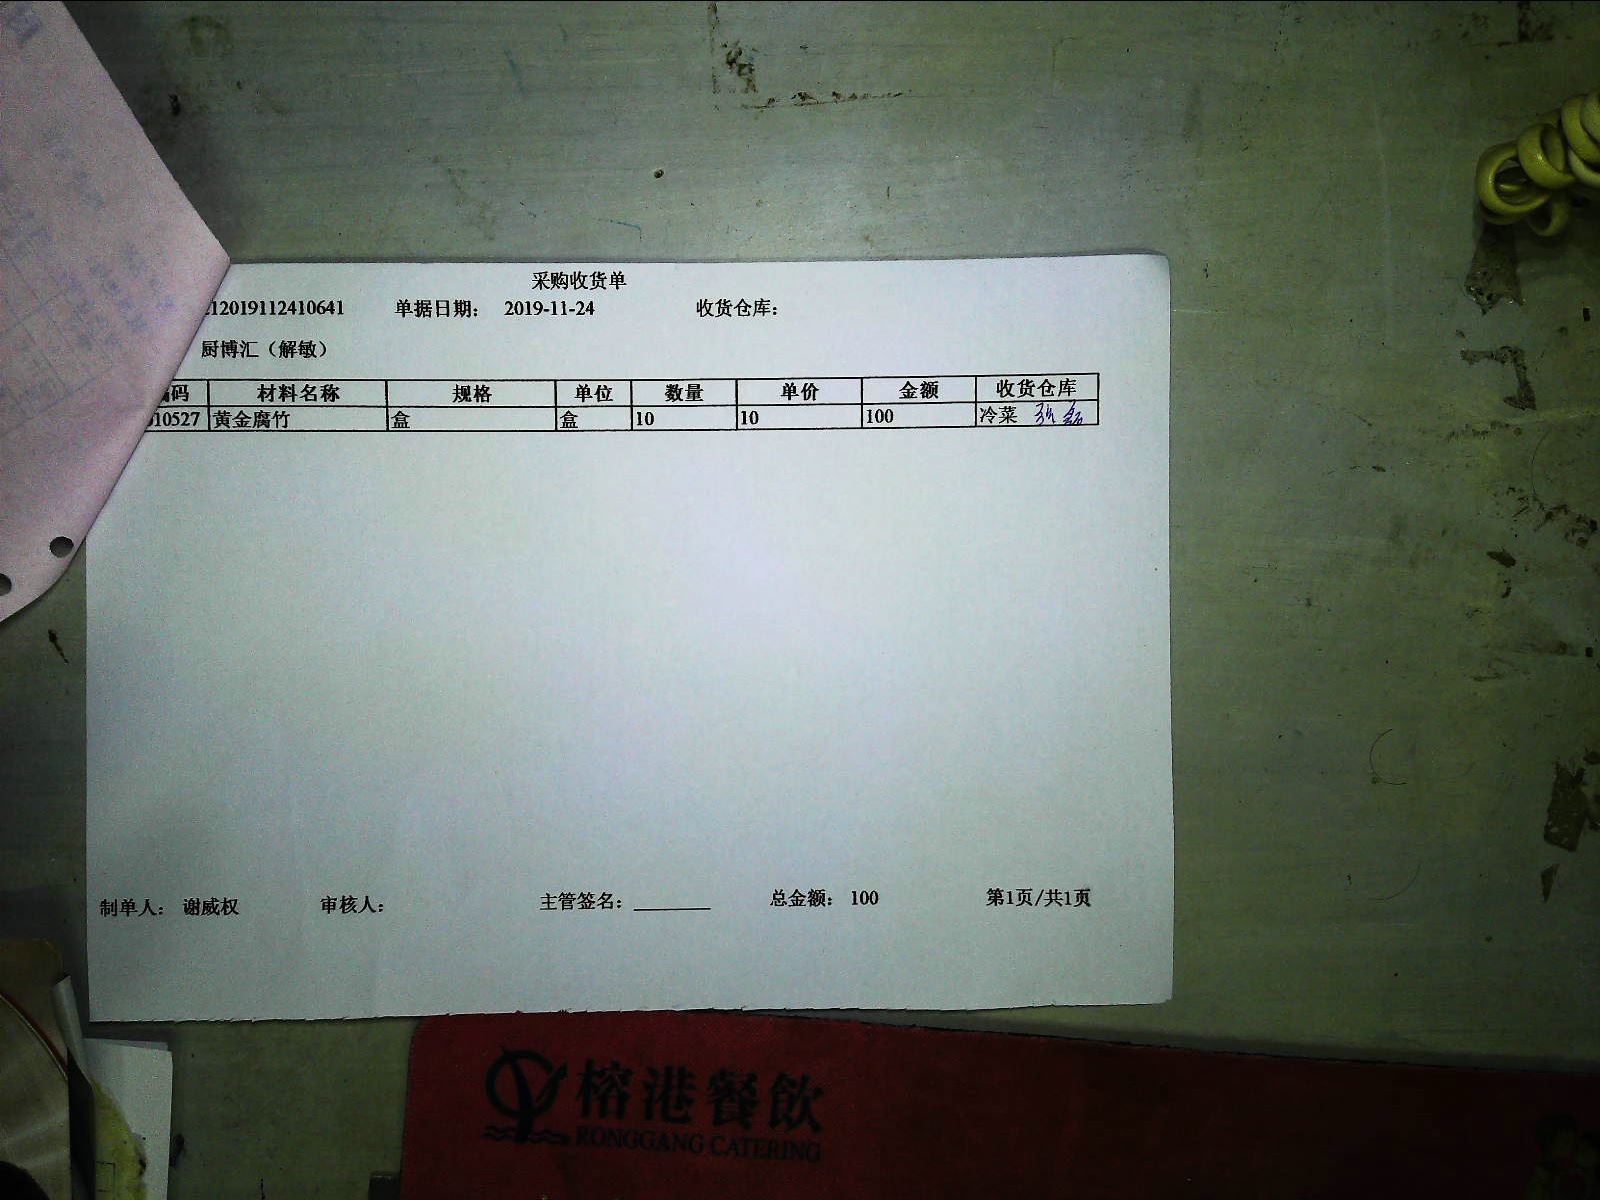 采购收货单
12019112410641 单据日期: 2019-11-24 收货仓库:
厨博汇（解敏）
码 材料名称 规格 单位 数量 单价 金额 收货仓库
10527 黄金腐竹 盒 盒 10 10 100 冷菜
制单人: 谢威权 审核人: 主管签名: 总金额: 100 第1页/共1页
榕港餐飲
RONGGANG CATERING